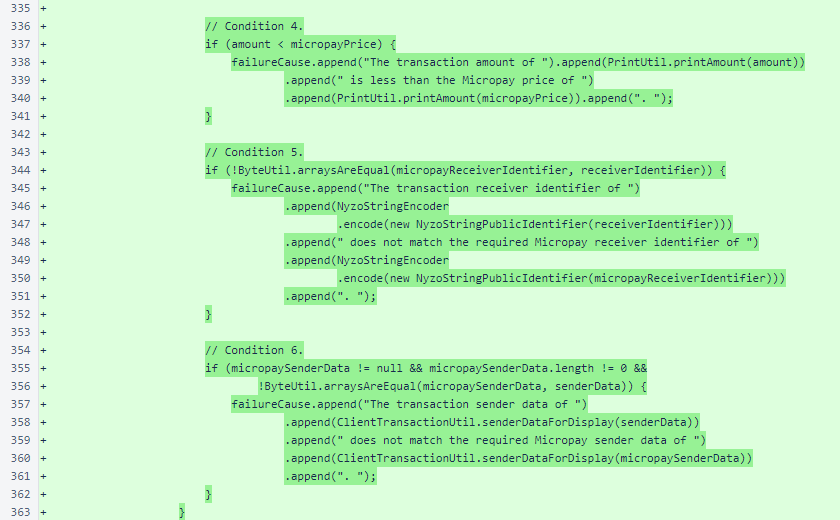 335 +
336 + // Condition 4.
337 + if (amount < micropayPrice) {
338 + failureCause.append("The transaction amount of ").append(PrintUtil.printAmount(amount))
339 + .append(" is less than the Micropay price of ")
340 + .append(PrintUtil.printAmount(micropayPrice)).append(". ");
341 + }
342 +
343 + // Condition 5.
344 + if (!ByteUtil.arraysAreEqual(micropayReceiverIdentifier, receiverIdentifier)) {
345 + failureCause.append("The transaction receiver identifier of ")
346 + .append(NyzoStringEncoder
347 + .encode(new NyzoStringPublicIdentifier(receiverIdentifier)))
348 + .append(" does not match the required Micropay receiver identifier of ")
349 + .append(NyzoStringEncoder
350 + .encode(new NyzoStringPublicIdentifier(micropayReceiverIdentifier)))
351 + .append(". ");
352 + }
353 +
354 + // Condition 6.
355 + if (micropaySenderData != null && micropaySenderData.length != 0 &&
356 + !ByteUtil.arraysAreEqual(micropaySenderData, senderData)) {
357 + failureCause.append("The transaction sender data of ")
358 + .append(ClientTransactionUtil.senderDataForDisplay(senderData))
359 + .append(" does not match the required Micropay sender data of ")
360 + .append(ClientTransactionUtil.senderDataForDisplay(micropaySenderData))
361 + .append(". ");
362 + }
363 + }